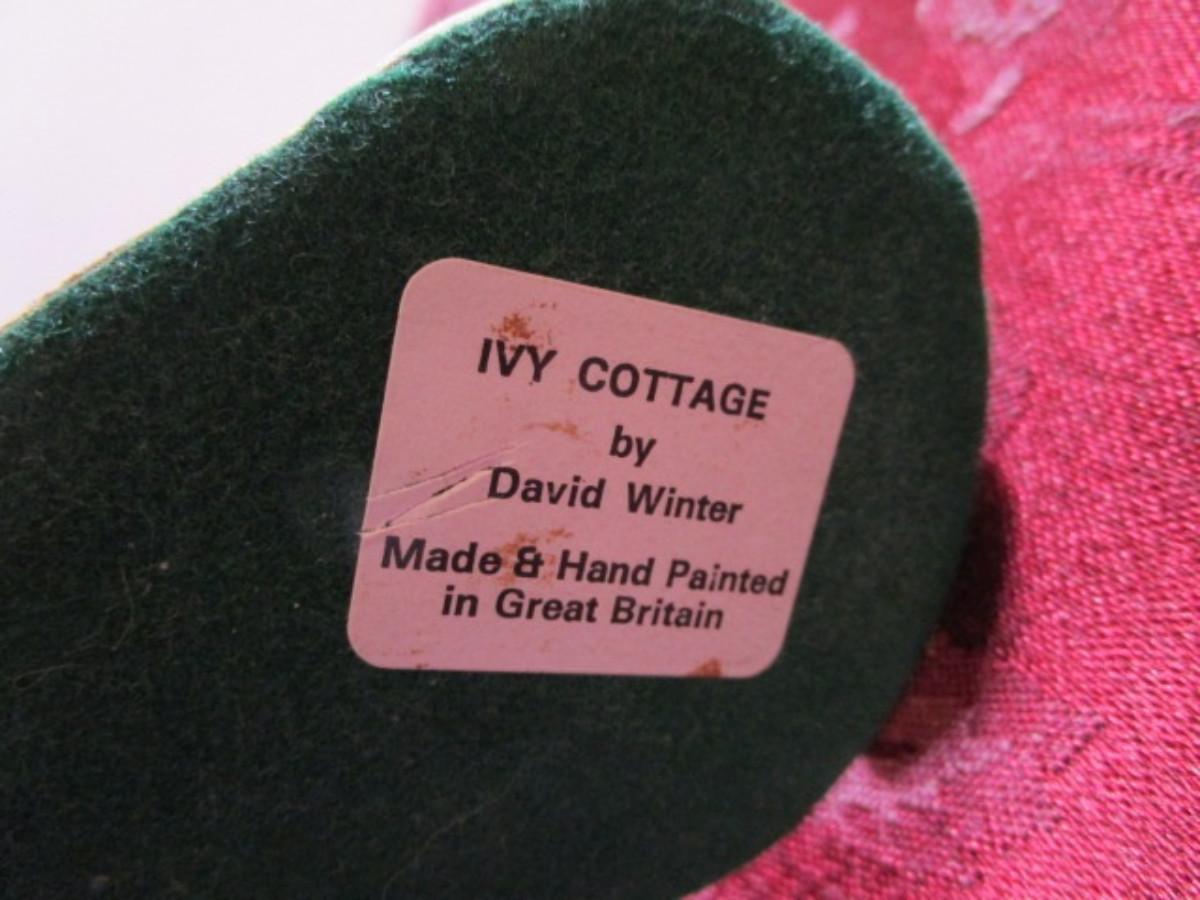 IVY COTTAGE
by
David Winter
Made & Hand Painted
in Great Britain